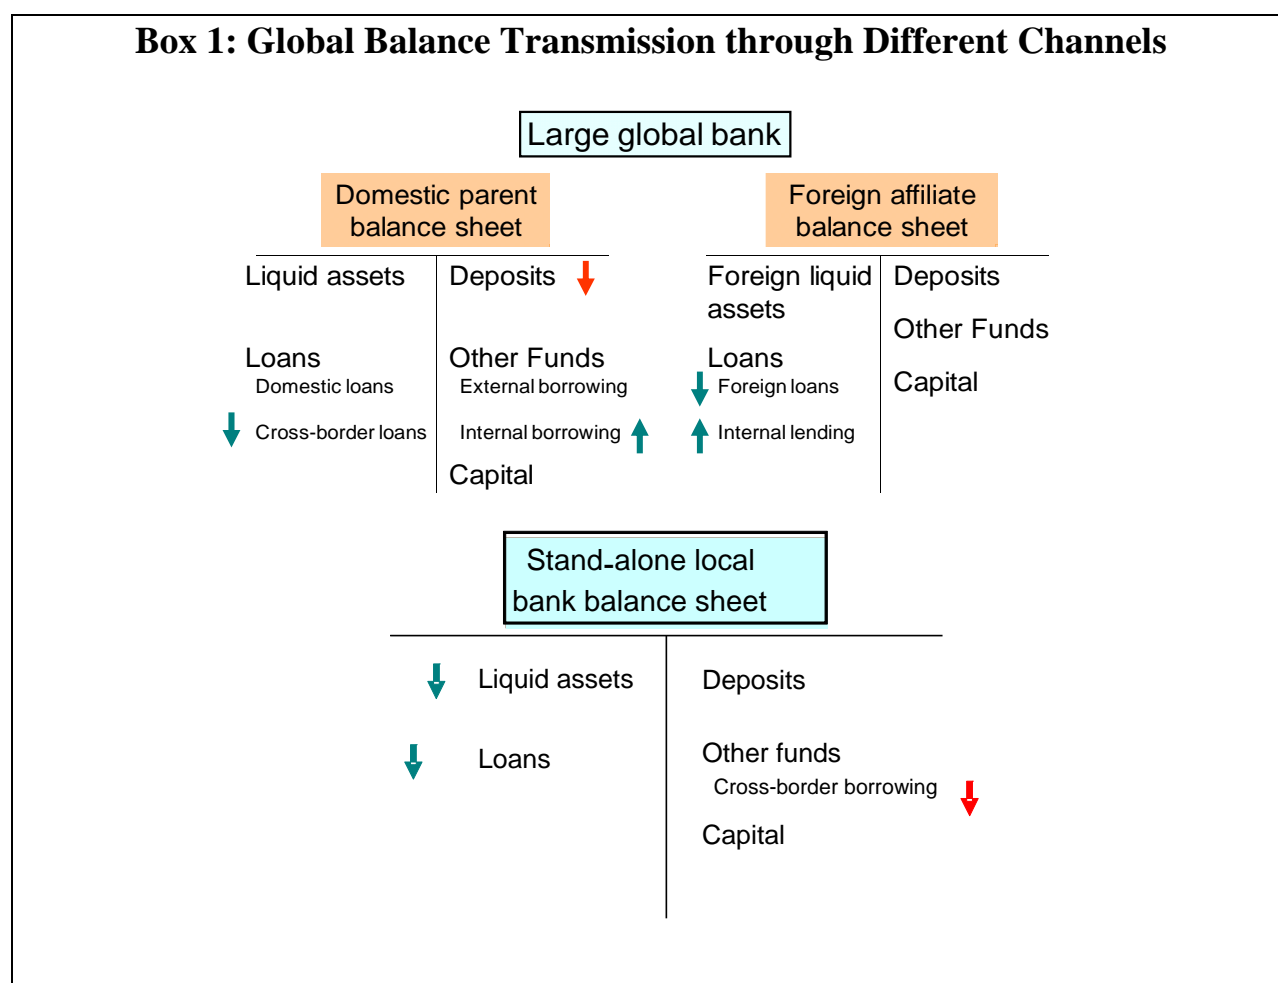 Box 1: Global Balance Transmission through Different Channels
Large global bank
Domestic parent
balance sheet
Liquid assets
Loans
Domestic loans
Cross-border loans
Deposits
Other Funds
External borrowing
Internal borrowing
Capital
Foreign affiliate
balance sheet
Foreign liquid
assets
Loans
Foreign loans
Internal lending
Deposits
Other Funds
Capital
Stand-alone local
bank balance sheet
Liquid assets
Loans
Deposits
Other funds
Cross-border borrowing
Capital